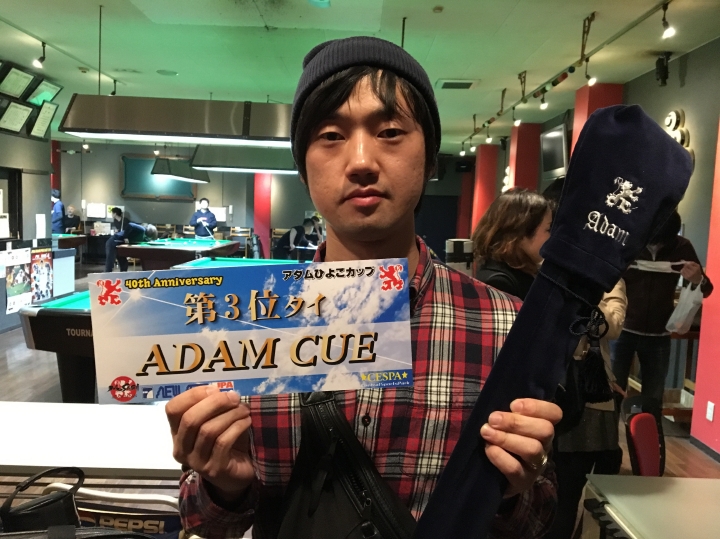 40th Anniversary
アダムひよこカップ
第3位タイ
ADAM CUE
★CESPA★
Adam
TOURNA
PEPSI